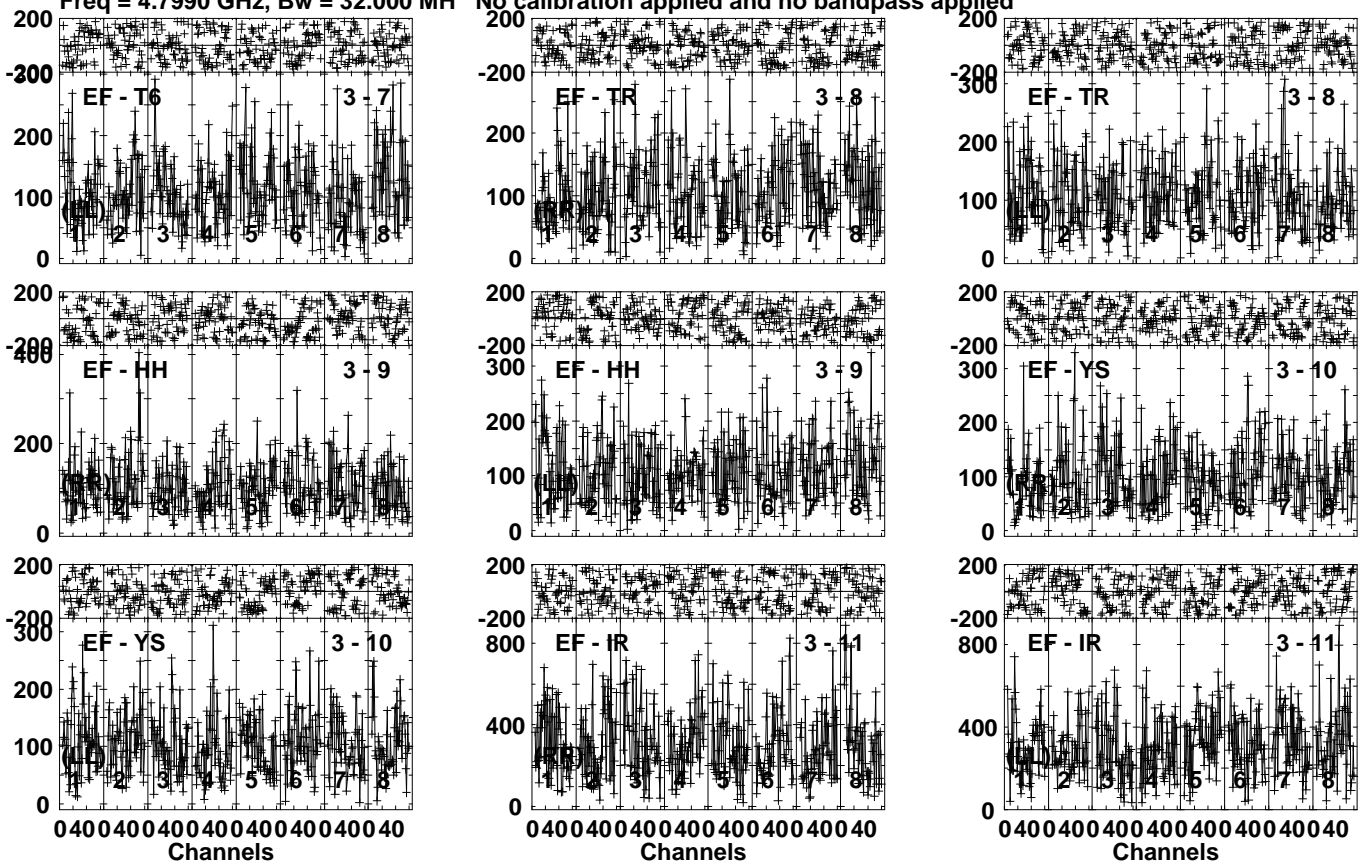 Freq = 4.7990 GHz, Bw = 32.000 MH No calibration applied and no bandpass applied
200 200 200
-200 -200 -200
300 300
EF - T6 3 - 7 EF - TR 3 - 8 EF - TR 3 - 8
200 200 200
100 100 100
(LL) (RR) (LL)
1 2 3 4 5 6 7 8 1 2 3 4 5 6 7 8 1 2 3 4 5 6 7 8
0 0 0
200 200 200
-200 -200 -200
400
EF - HH 3 - 9 EF - HH 3 - 9 EF - YS 3 - 10
300 300
200 200 200
100 100
(RR) (LL) (RR)
1 2 3 4 5 6 7 8 1 2 3 4 5 6 7 8 1 2 3 4 5 6 7 8
0 0 0
200 200 200
-200 -200 -200
300
EF - YS 3 - 10 EF - IR 3 - 11 EF - IR 3 - 11
800 800
200
400 400
100
(LL) (RR) (LL)
1 2 3 4 5 6 7 8 1 2 3 4 5 6 7 8 1 2 3 4 5 6 7 8
0 0 0
0 40 0 40 0 40 0 40 0 40 0 40 0 40 0 40 0 40 0 40 0 40 0 40 0 40 0 40 0 40 0 40 0 40 0 40 0 40 0 40 0 40 0 40 0 40 0 40
Channels Channels Channels